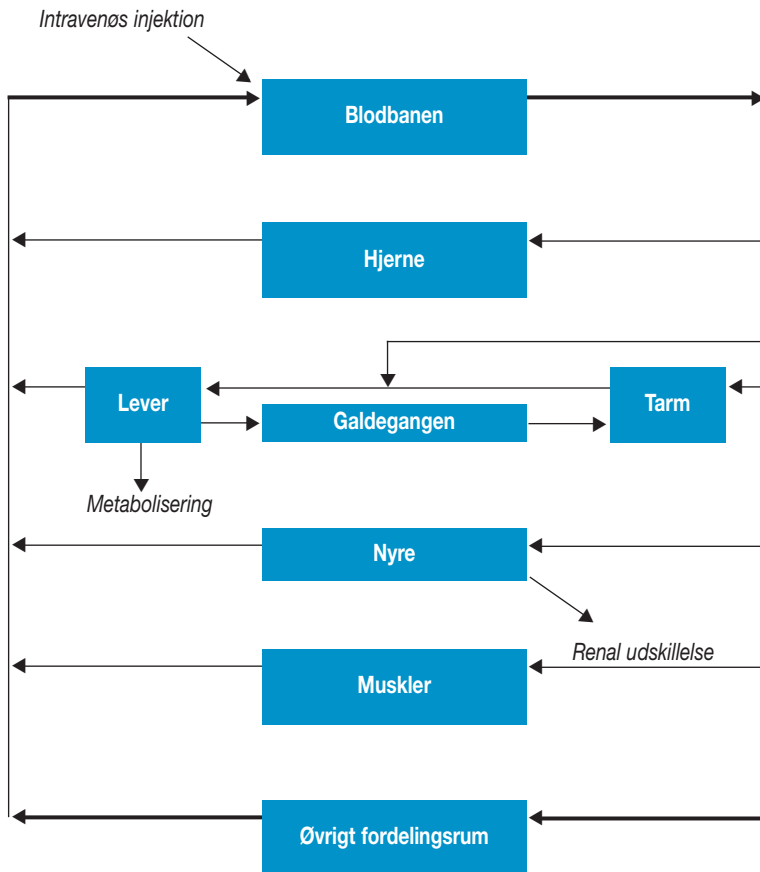 Intravenøs injektion
Blodbanen
Hjerne
Lever
Galdegangen
Tarm
Metabolisering
Nyre
Renal udskillelse
Muskler
Øvrigt fordelingsrum